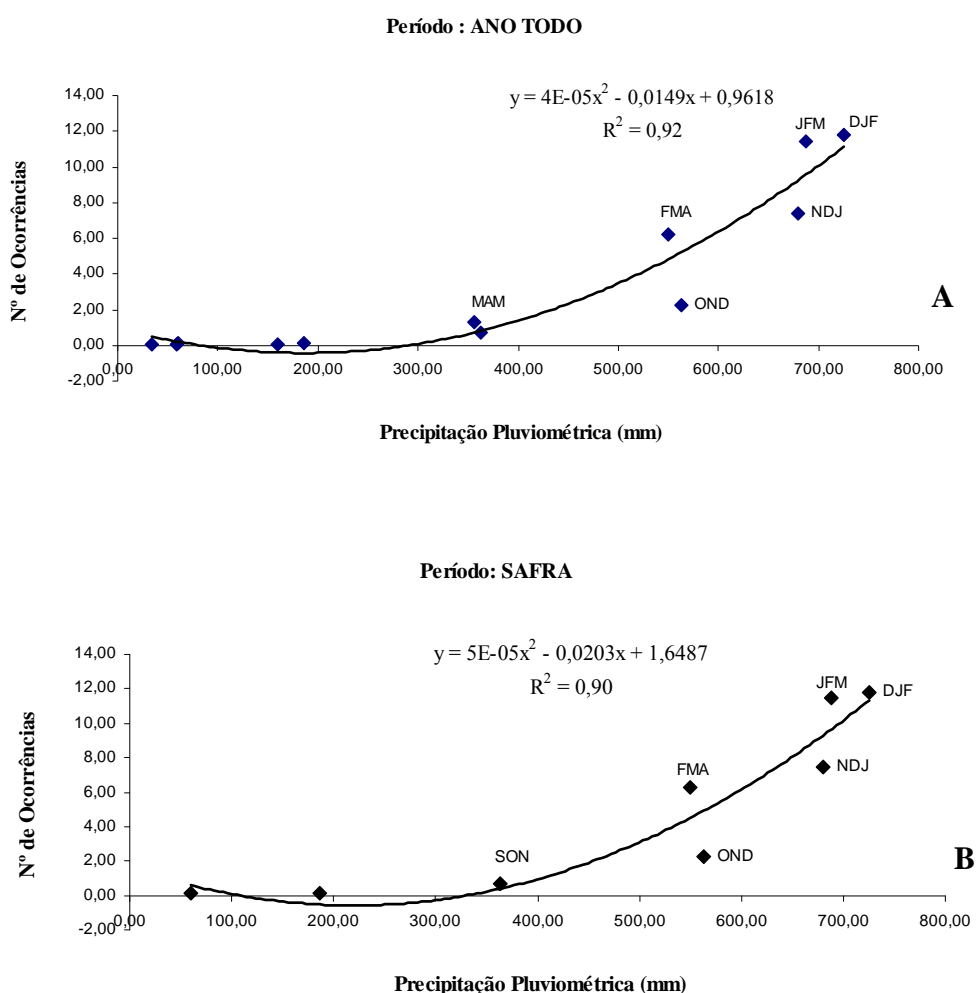 Período : ANO TODO
y = 4E-05x² - 0,0149x + 0,9618
R² = 0,92
Nº de Ocorrências
14,00
12,00
10,00
8,00
6,00
4,00
2,00
0,00
-2,00
JFM
DJF
NDJ
FMA
OND
MAM
A
0,00 100,00 200,00 300,00 400,00 500,00 600,00 700,00 800,00
Precipitação Pluviométrica (mm)
Período: SAFRA
y = 5E-05x² - 0,0203x + 1,6487
R² = 0,90
Nº de Ocorrências
14,00
12,00
10,00
8,00
6,00
4,00
2,00
0,00
-2,00
JFM
DJF
NDJ
FMA
OND
SON
B
0,00 100,00 200,00 300,00 400,00 500,00 600,00 700,00 800,00
Precipitação Pluviométrica (mm)